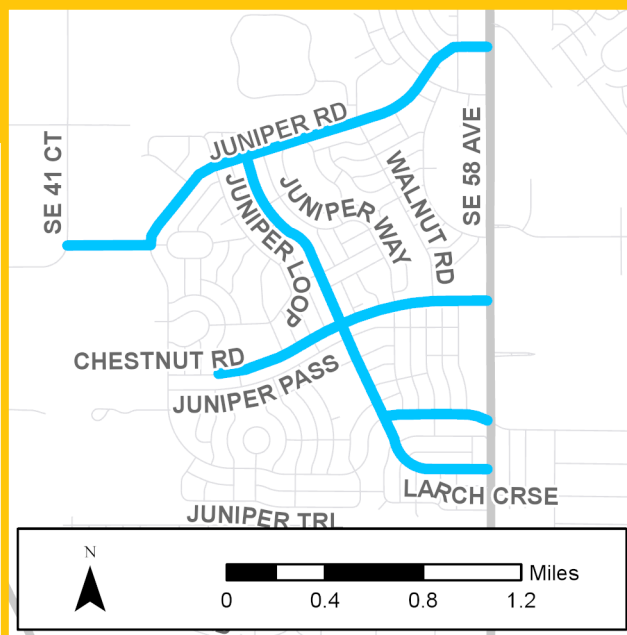 JUNIPER RD
SE 41 CT
SE 58 AVE
WALNUT RD
JUNIPER WAY
JUNIPER LOOP
CHESTNUT RD
JUNIPER PASS
LARCH CRSE
JUNIPER TRL
N
Miles
0 0.4 0.8 1.2